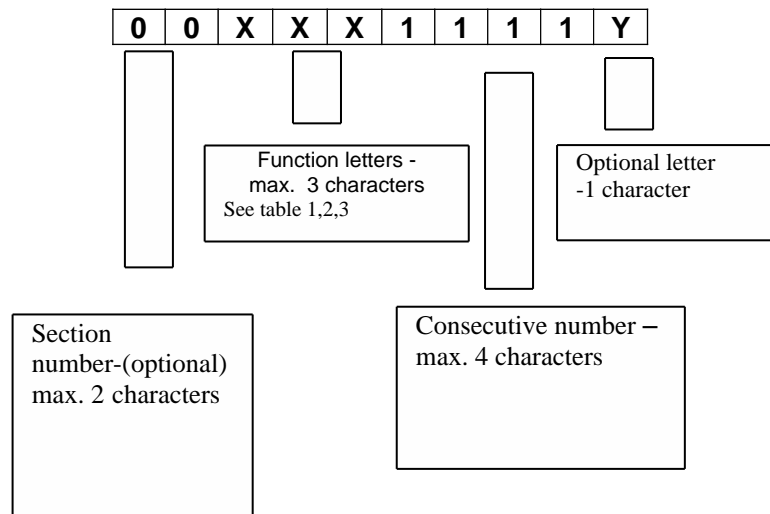 0 0 X X X 1 1 1 1 Y
Function letters -
max. 3 characters
See table 1,2,3
Optional letter
-1 character
Section
number-(optional)
max. 2 characters
Consecutive number –
max. 4 characters